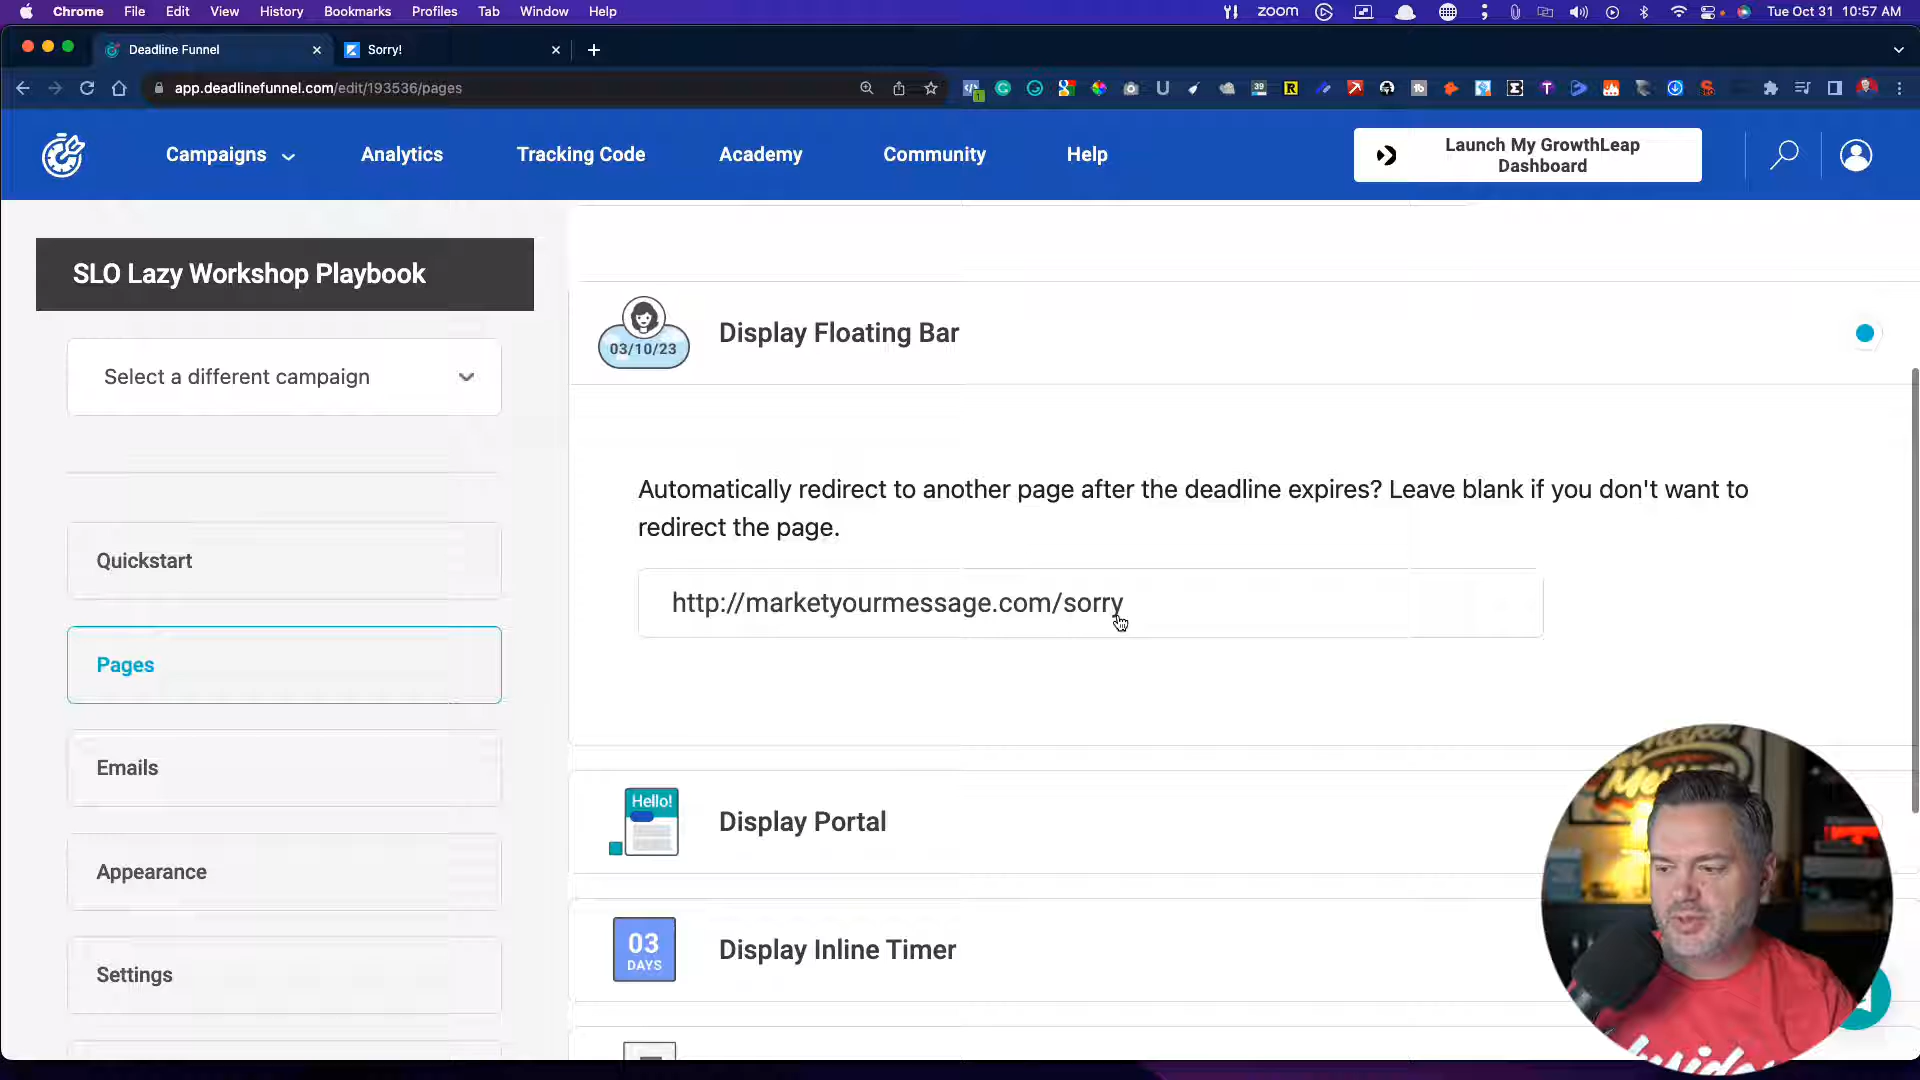 Chrome File Edit View History Bookmarks Profiles Tab Window Help zoom Tue Oct 31 10:57 AM
Deadline Funnel Sorry!
app.deadlinefunnel.com/edit/193536/pages
Campaigns Analytics Tracking Code Academy Community Help Launch My GrowthLeap
Dashboard
SLO Lazy Workshop Playbook
Select a different campaign
Quickstart
Pages
Emails
Appearance
Settings
03/10/23 Display Floating Bar
Automatically redirect to another page after the deadline expires? Leave blank if you don't want to
redirect the page.
http://marketyourmessage.com/sorry
Hello! Display Portal
03
DAYS
Display Inline Timer